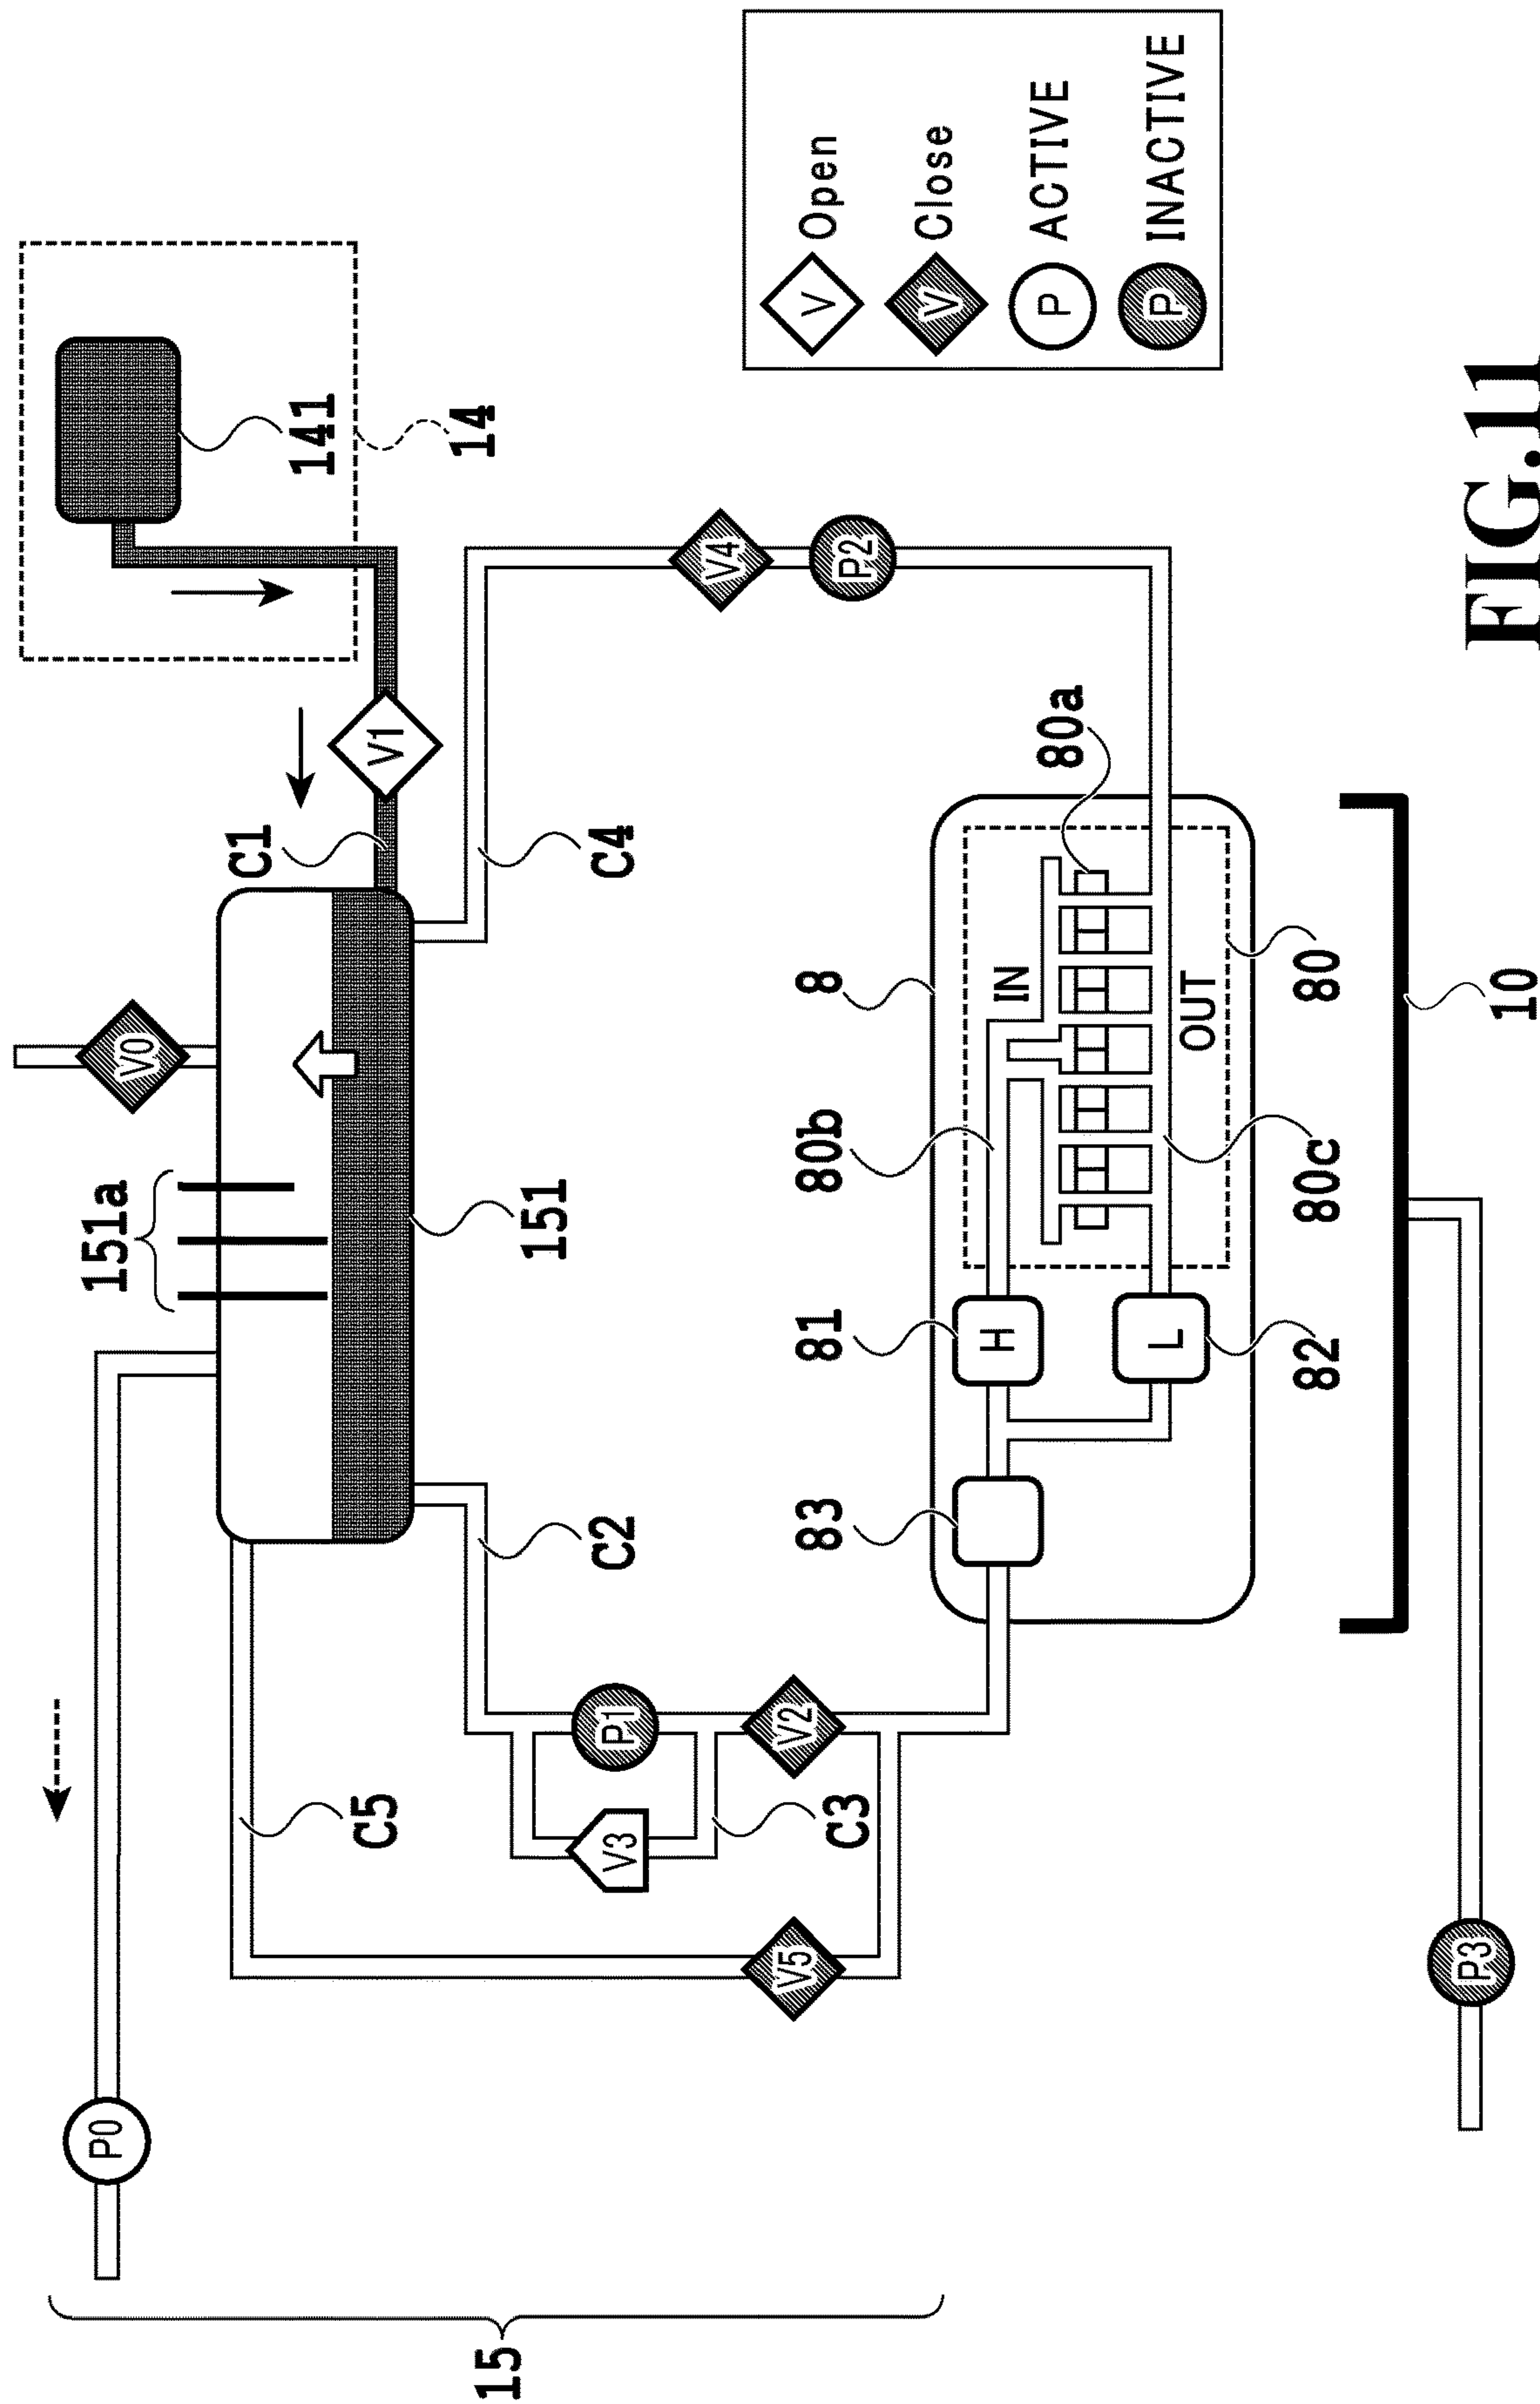 15
P0
C5
V5
V3
C3
P1
V2
C2
151a
151
V0
C1
V1
141
14
C4
V4
P2
83
81
H
82
L
80b
80c
8
IN
OUT
80
80a
10
P3
V Open
V Close
P ACTIVE
P INACTIVE
FIG.11